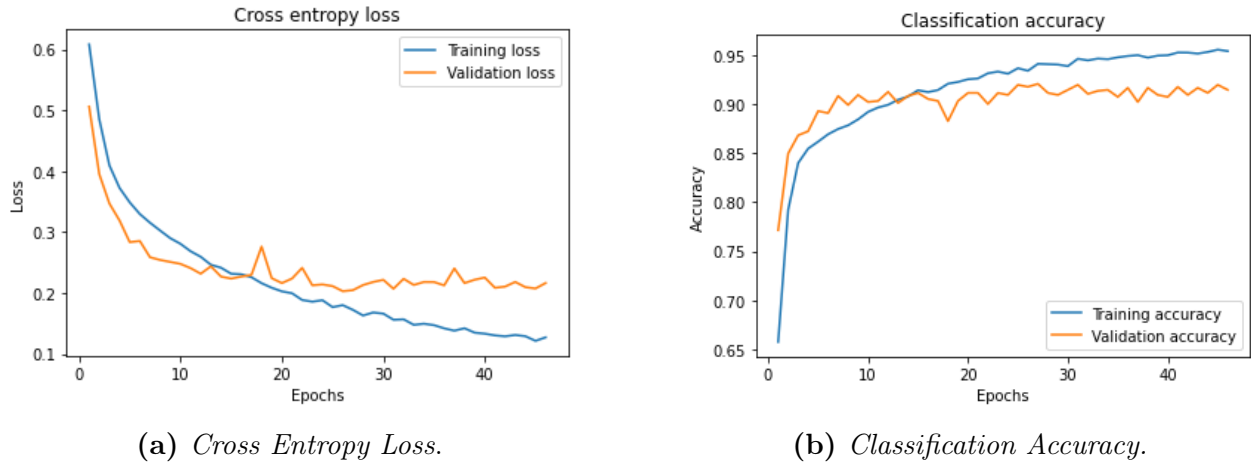 Cross entropy loss
0.6
0.5
0.4
0.3
0.2
0.1
Loss
Training loss
Validation loss
0 10 20 30 40
Epochs
(a) Cross Entropy Loss.
Classification accuracy
0.95
0.90
0.85
0.80
0.75
0.70
0.65
Accuracy
Training accuracy
Validation accuracy
0 10 20 30 40
Epochs
(b) Classification Accuracy.